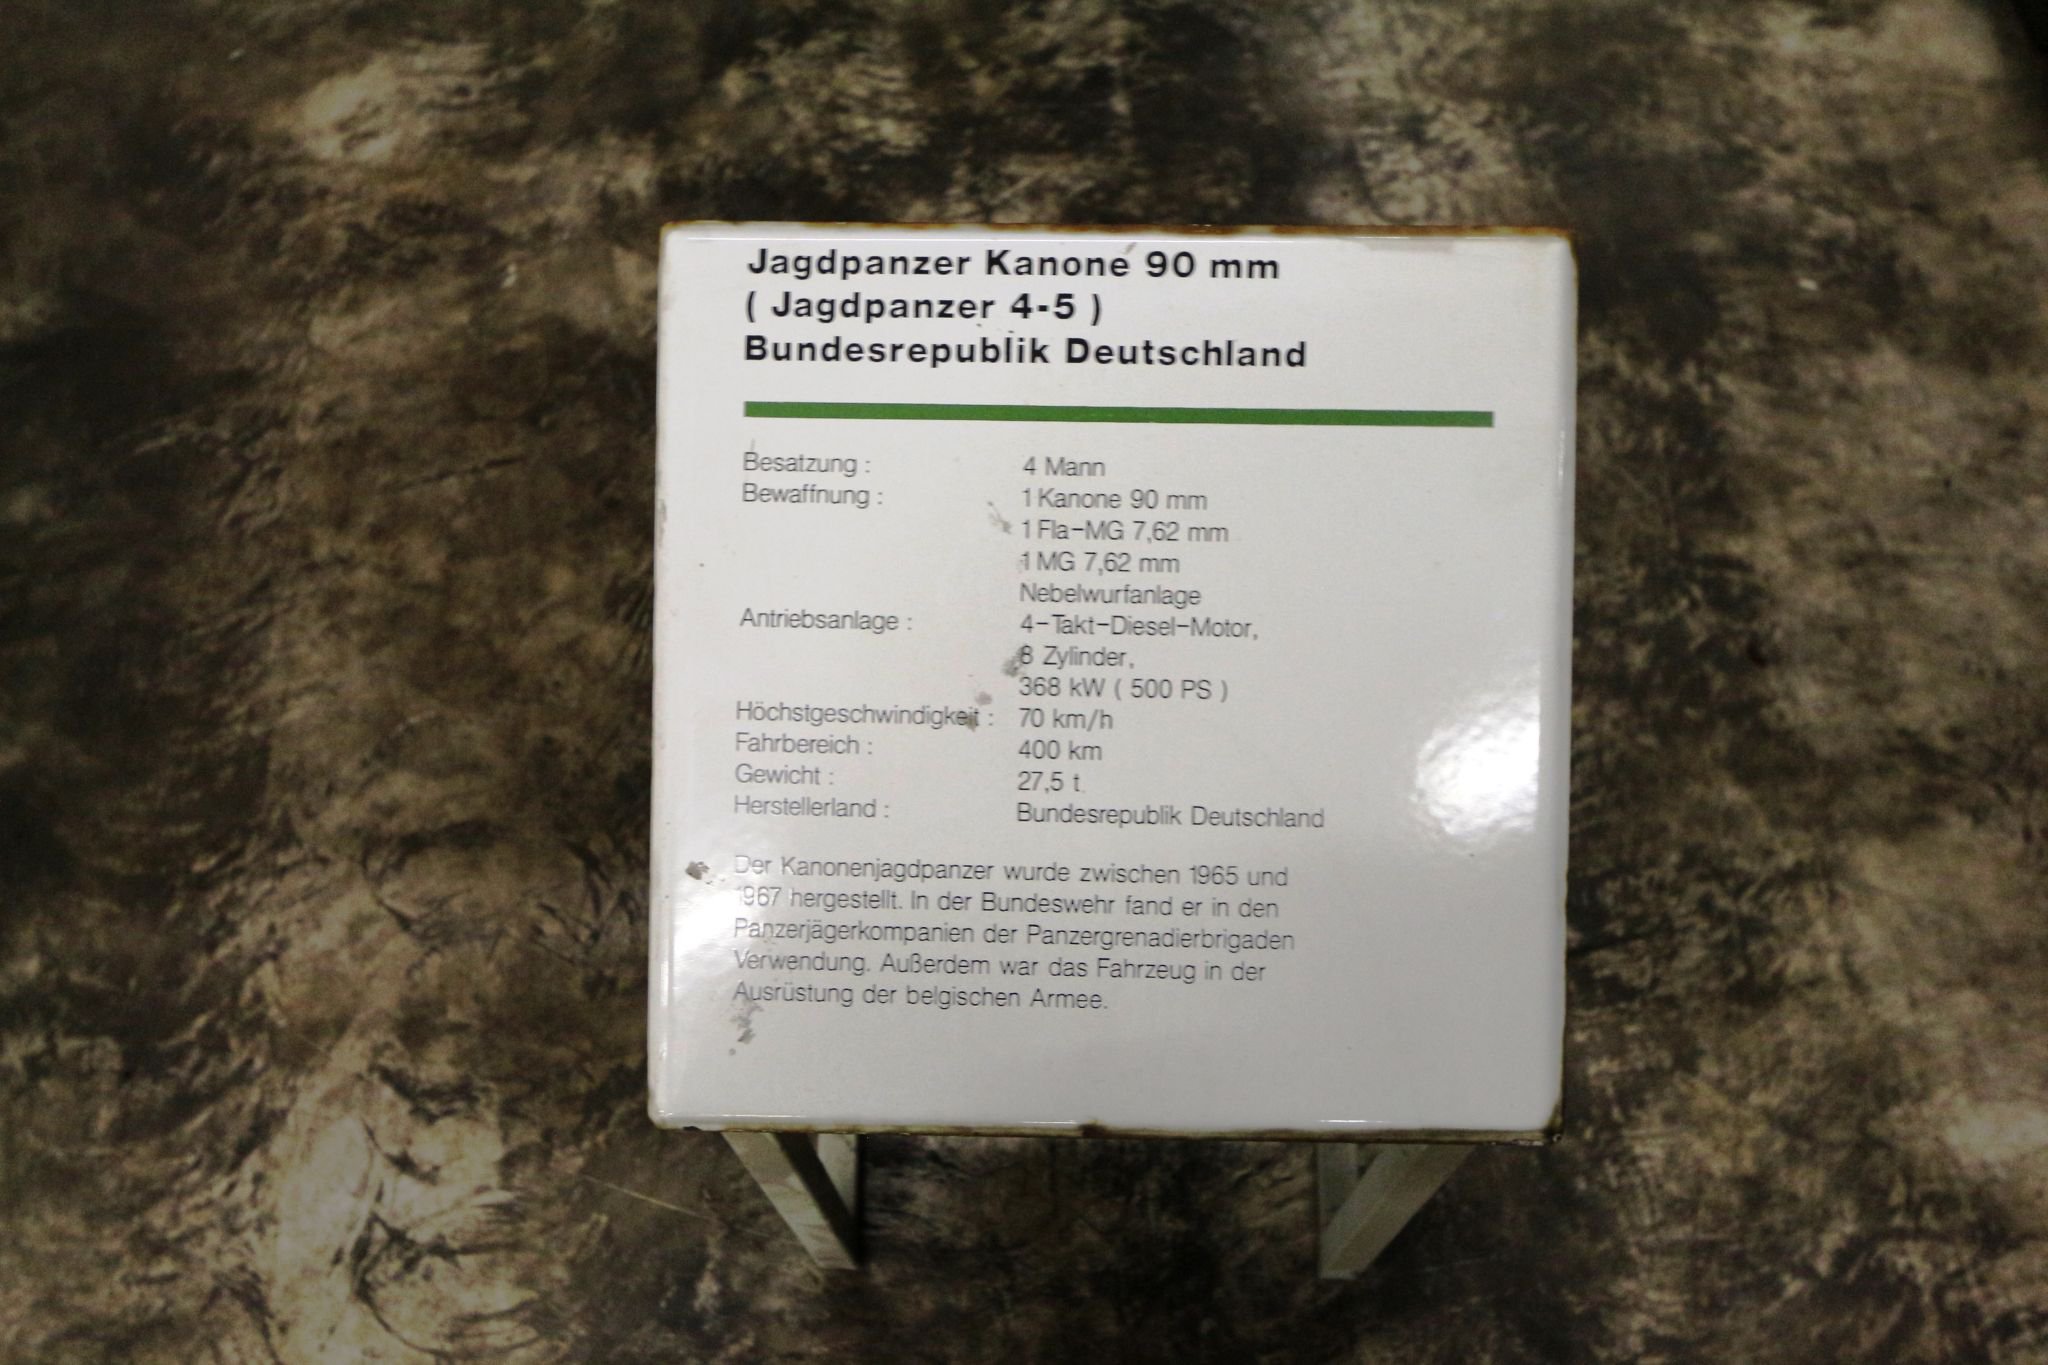 Jagdpanzer Kanone 90 mm
( Jagdpanzer 4-5 )
Bundesrepublik Deutschland
Besatzung : 4 Mann
Bewaffnung : 1 Kanone 90 mm
1 Fla-MG 7,62 mm
1 MG 7,62 mm
Nebelwurfanlage
Antriebsanlage : 4-Takt-Diesel-Motor,
8 Zylinder,
368 kW ( 500 PS )
Höchstgeschwindigkeit : 70 km/h
Fahrbereich : 400 km
Gewicht : 27,5 t
Herstellerland : Bundesrepublik Deutschland
Der Kanonenjagdpanzer wurde zwischen 1965 und
1967 hergestellt. In der Bundeswehr fand er in den
Panzerjägerkompanien der Panzergrenadierbrigaden
Verwendung. Außerdem war das Fahrzeug in der
Ausrüstung der belgischen Armee.